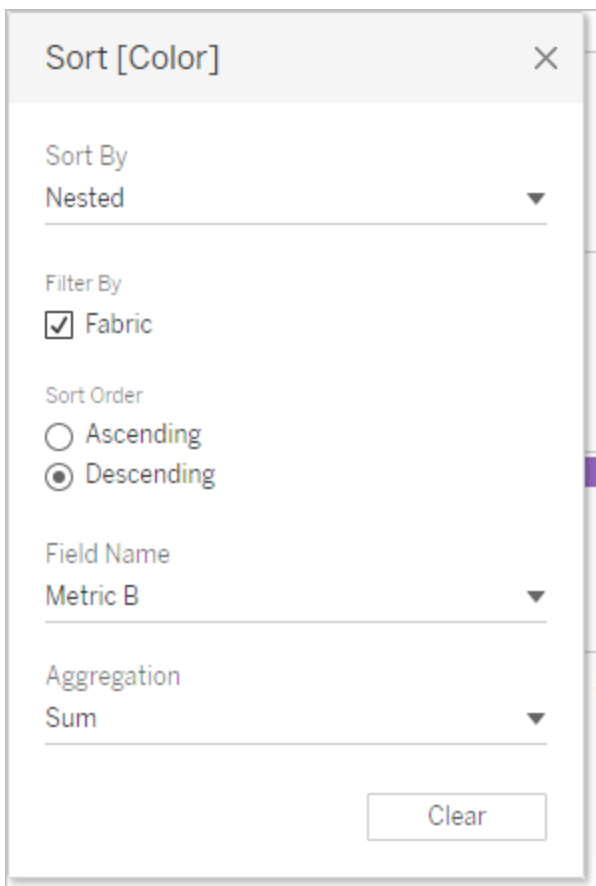 Sort [Color]
Sort By
Nested
Filter By
Fabric
Sort Order
Ascending
Descending
Field Name
Metric B
Aggregation
Sum
Clear